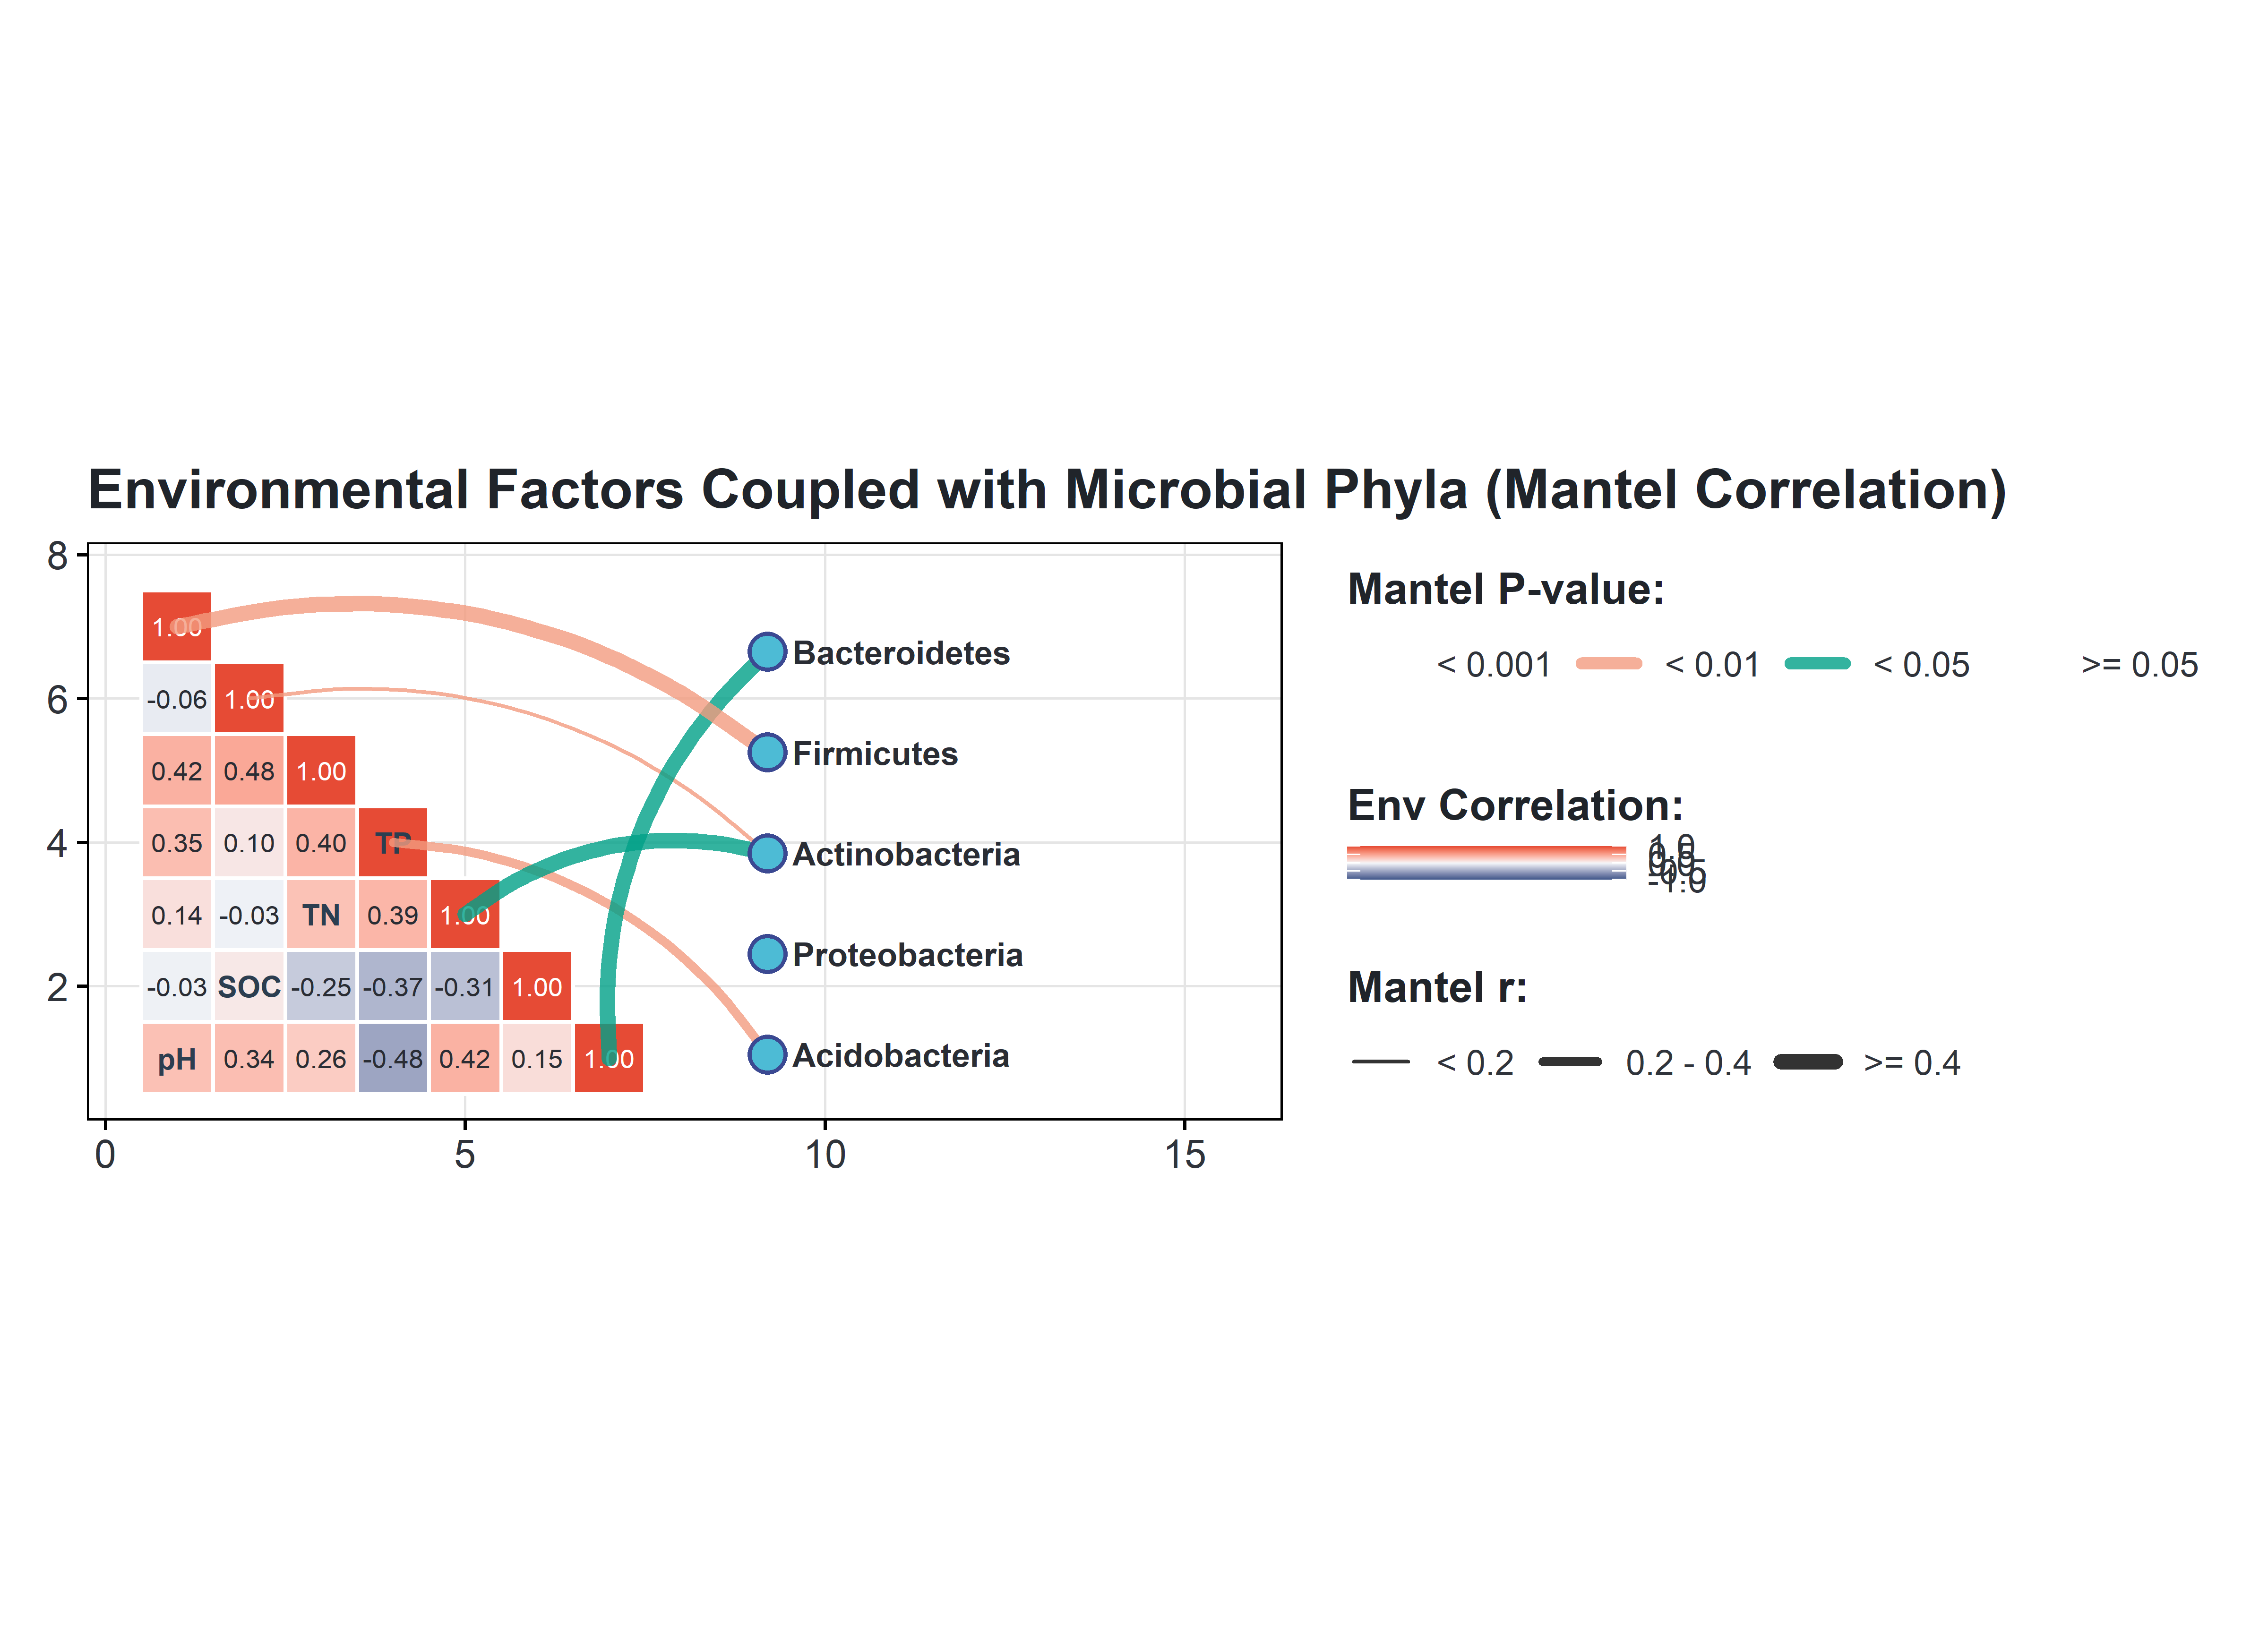 Environmental Factors Coupled with Microbial Phyla (Mantel Correlation)
8
6
4
2
0 5 10 15
1.00
-0.06 1.00
0.42 0.48 1.00
0.35 0.10 0.40 TP
0.14 -0.03 TN 0.39 1.00
-0.03 SOC -0.25 -0.37 -0.31 1.00
pH 0.34 0.26 -0.48 0.42 0.15 1.00
Bacteroidetes
Firmicutes
Actinobacteria
Proteobacteria
Acidobacteria
Mantel P-value:
< 0.001 < 0.01 < 0.05 >= 0.05
Env Correlation:
1.0
-1.0
Mantel r:
< 0.2 0.2 - 0.4 >= 0.4